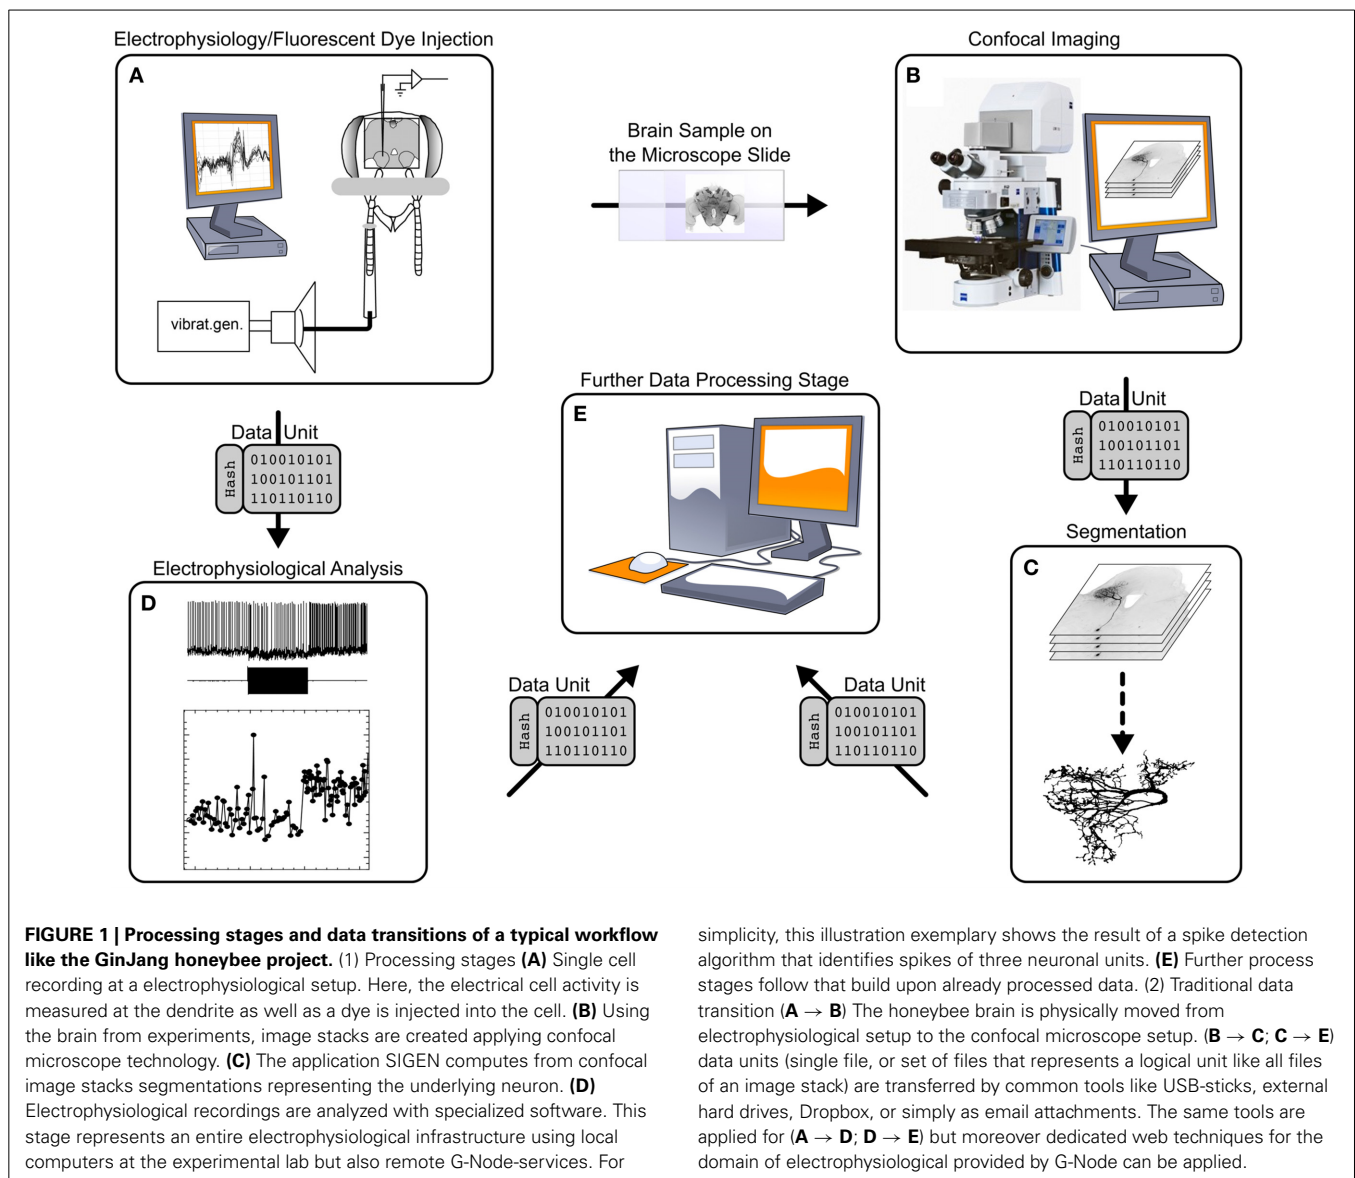 Electrophysiology/Fluorescent Dye Injection
A
vibrat.gen.
Brain Sample on
the Microscope Slide
Confocal Imaging
B
Data Unit
Hash
010010101
100101101
110110110
Further Data Processing Stage
E
Data Unit
Hash
010010101
100101101
110110110
Electrophysiological Analysis
D
Segmentation
C
Data Unit
Hash
010010101
100101101
110110110
Data Unit
Hash
010010101
100101101
110110110
FIGURE 1 | Processing stages and data transitions of a typical workflow
like the GinJang honeybee project. (1) Processing stages (A) Single cell
recording at a electrophysiological setup. Here, the electrical cell activity is
measured at the dendrite as well as a dye is injected into the cell. (B) Using
the brain from experiments, image stacks are created applying confocal
microscope technology. (C) The application SIGEN computes from confocal
image stacks segmentations representing the underlying neuron. (D)
Electrophysiological recordings are analyzed with specialized software. This
stage represents an entire electrophysiological infrastructure using local
computers at the experimental lab but also remote G-Node-services. For
simplicity, this illustration exemplary shows the result of a spike detection
algorithm that identifies spikes of three neuronal units. (E) Further process
stages follow that build upon already processed data. (2) Traditional data
transition (A → B) The honeybee brain is physically moved from
electrophysiological setup to the confocal microscope setup. (B → C; C → E)
data units (single file, or set of files that represents a logical unit like all files
of an image stack) are transferred by common tools like USB-sticks, external
hard drives, Dropbox, or simply as email attachments. The same tools are
applied for (A → D; D → E) but moreover dedicated web techniques for the
domain of electrophysiological provided by G-Node can be applied.